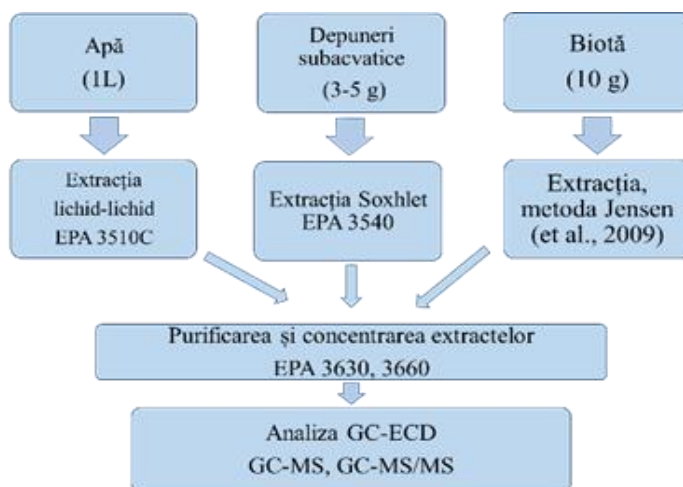 Apă
(1L)
Depuneri
subacvatice
(3-5 g)
Biotă
(10 g)
Extracția
lichid-lichid
EPA 3510C
Extracția Soxhlet
EPA 3540
Extracția,
metoda Jensen
(et al., 2009)
Purificarea și concentrarea extractelor
EPA 3630, 3660
Analiza GC-ECD
GC-MS, GC-MS/MS